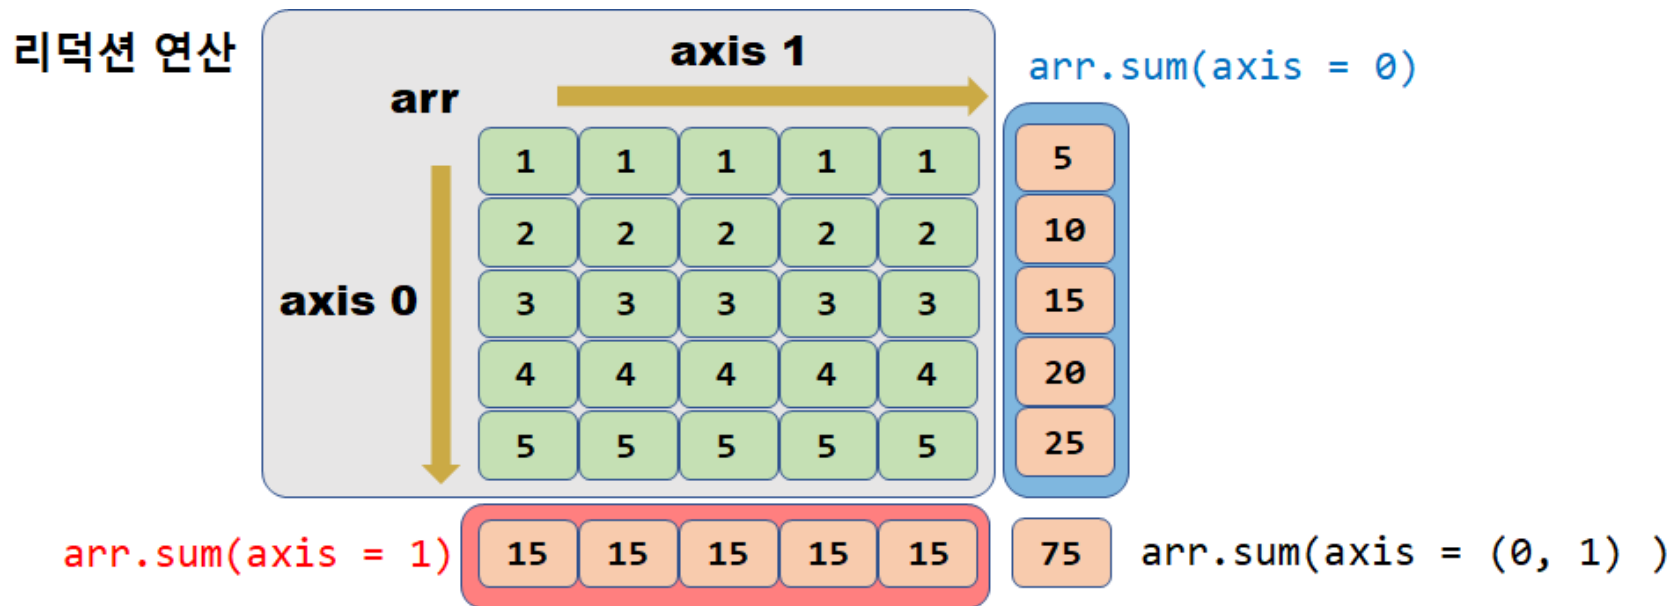 리덕션 연산
axis 1
arr.sum(axis = 0)
arr
1 1 1 1 1 5
2 2 2 2 2 10
axis 0 3 3 3 3 3 15
4 4 4 4 4 20
5 5 5 5 5 25
arr.sum(axis = 1) 15 15 15 15 15 75 arr.sum(axis = (0, 1) )